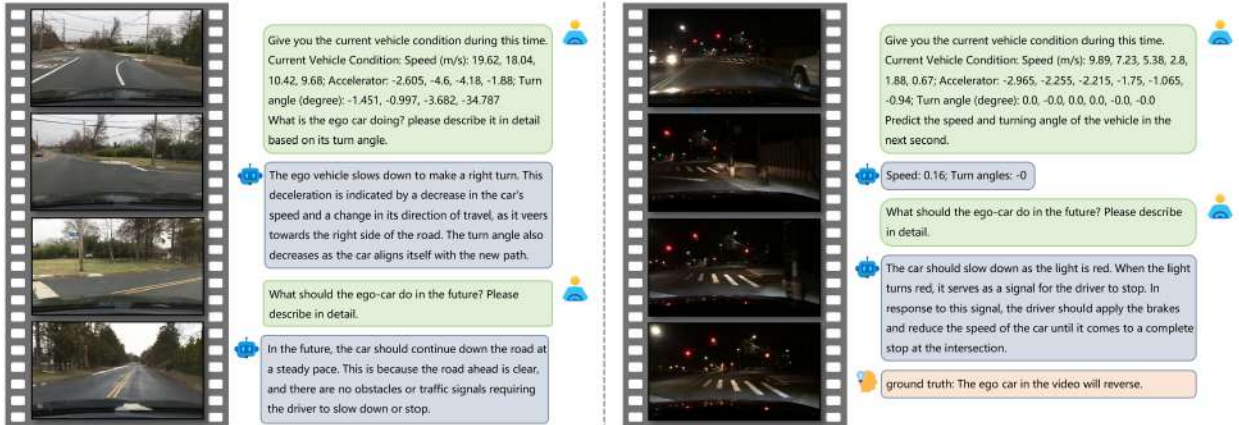 Give you the current vehicle condition during this time.
Current Vehicle Condition: Speed (m/s): 19.62, 18.04,
10.42, 9.68; Accelerator: -2.605, -4.6, -4.18, -1.88; Turn
angle (degree): -1.451, -0.997, -3.682, -34.787
What is the ego car doing? please describe it in detail
based on its turn angle.
The ego vehicle slows down to make a right turn. This
deceleration is indicated by a decrease in the car's
speed and a change in its direction of travel, as it veers
towards the right side of the road. The turn angle also
decreases as the car aligns itself with the new path.
What should the ego-car do in the future? Please
describe in detail.
In the future, the car should continue down the road at
a steady pace. This is because the road ahead is clear,
and there are no obstacles or traffic signals requiring
the driver to slow down or stop.
Give you the current vehicle condition during this time.
Current Vehicle Condition: Speed (m/s): 9.89, 7.23, 5.38, 2.8,
1.88, 0.67; Accelerator: -2.965, -2.255, -2.215, -1.75, -1.065,
-0.94; Turn angle (degree): 0.0, -0.0, 0.0, 0.0, -0.0, -0.0
Predict the speed and turning angle of the vehicle in the
next second.
Speed: 0.16; Turn angles: -0
What should the ego-car do in the future? Please describe
in detail.
The car should slow down as the light is red. When the light
turns red, it serves as a signal for the driver to stop. In
response to this signal, the driver should apply the brakes
and reduce the speed of the car until it comes to a complete
stop at the intersection.
ground truth: The ego car in the video will reverse.